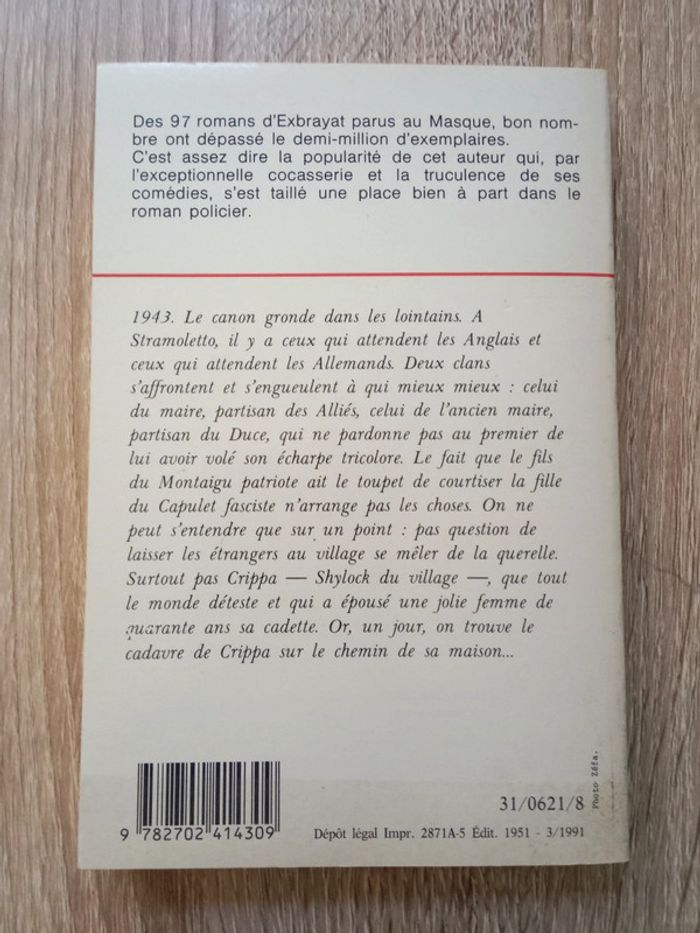 Des 97 romans d'Exbrayat parus au Masque, bon nom-
bre ont dépassé le demi-million d'exemplaires.
C'est assez dire la popularité de cet auteur qui, par
l'exceptionnelle cocasserie et la truculence de ses
comédies, s'est taillé une place bien à part dans le
roman policier.
1943. Le canon gronde dans les lointains. A
Stramoletto, il y a ceux qui attendent les Anglais et
ceux qui attendent les Allemands. Deux clans
s'affrontent et s'engueulent à qui mieux mieux : celui
du maire, partisan des Alliés, celui de l'ancien maire,
partisan du Duce, qui ne pardonne pas au premier de
lui avoir volé son écharpe tricolore. Le fait que le fils
du Montaigu patriote ait le toupet de courtiser la fille
du Capulet fasciste n'arrange pas les choses. On ne
peut s'entendre que sur un point : pas question de
laisser les étrangers au village se mêler de la querelle.
Surtout pas Crippa — Shylock du village —, que tout
le monde déteste et qui a épousé une jolie femme de
quarante ans sa cadette. Or, un jour, on trouve le
cadavre de Crippa sur le chemin de sa maison...
Photo Zéfa.
31/0621/8
9 782702 414309
Dépôt légal Impr. 2871A-5 Édit. 1951 - 3/1991